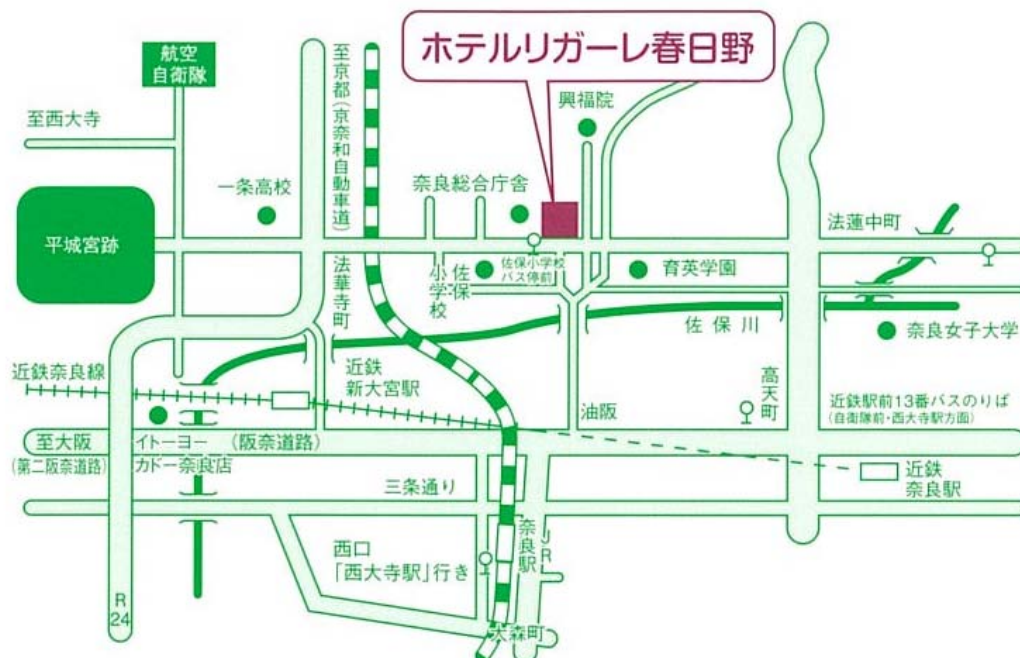 ホテルリガーレ春日野
航空
自衛隊
至京都(京奈和自動車道)
興福院
至西大寺
一条高校
奈良総合庁舎
平城宮跡
法蓮中町
佐保小学校
バス停前
佐保
小学校
育英学園
法華寺町
佐保川
奈良女子大学
近鉄奈良線
近鉄
新大宮駅
高天町
油阪
近鉄駅前13番バスのりば
(自衛隊前・西大寺駅方面)
至大阪
(第二阪奈道路)
イトーヨー
カドー奈良店
(阪奈道路)
近鉄
奈良駅
三条通り
JR
奈良駅
西口
「西大寺駅」行き
R
24
大森町